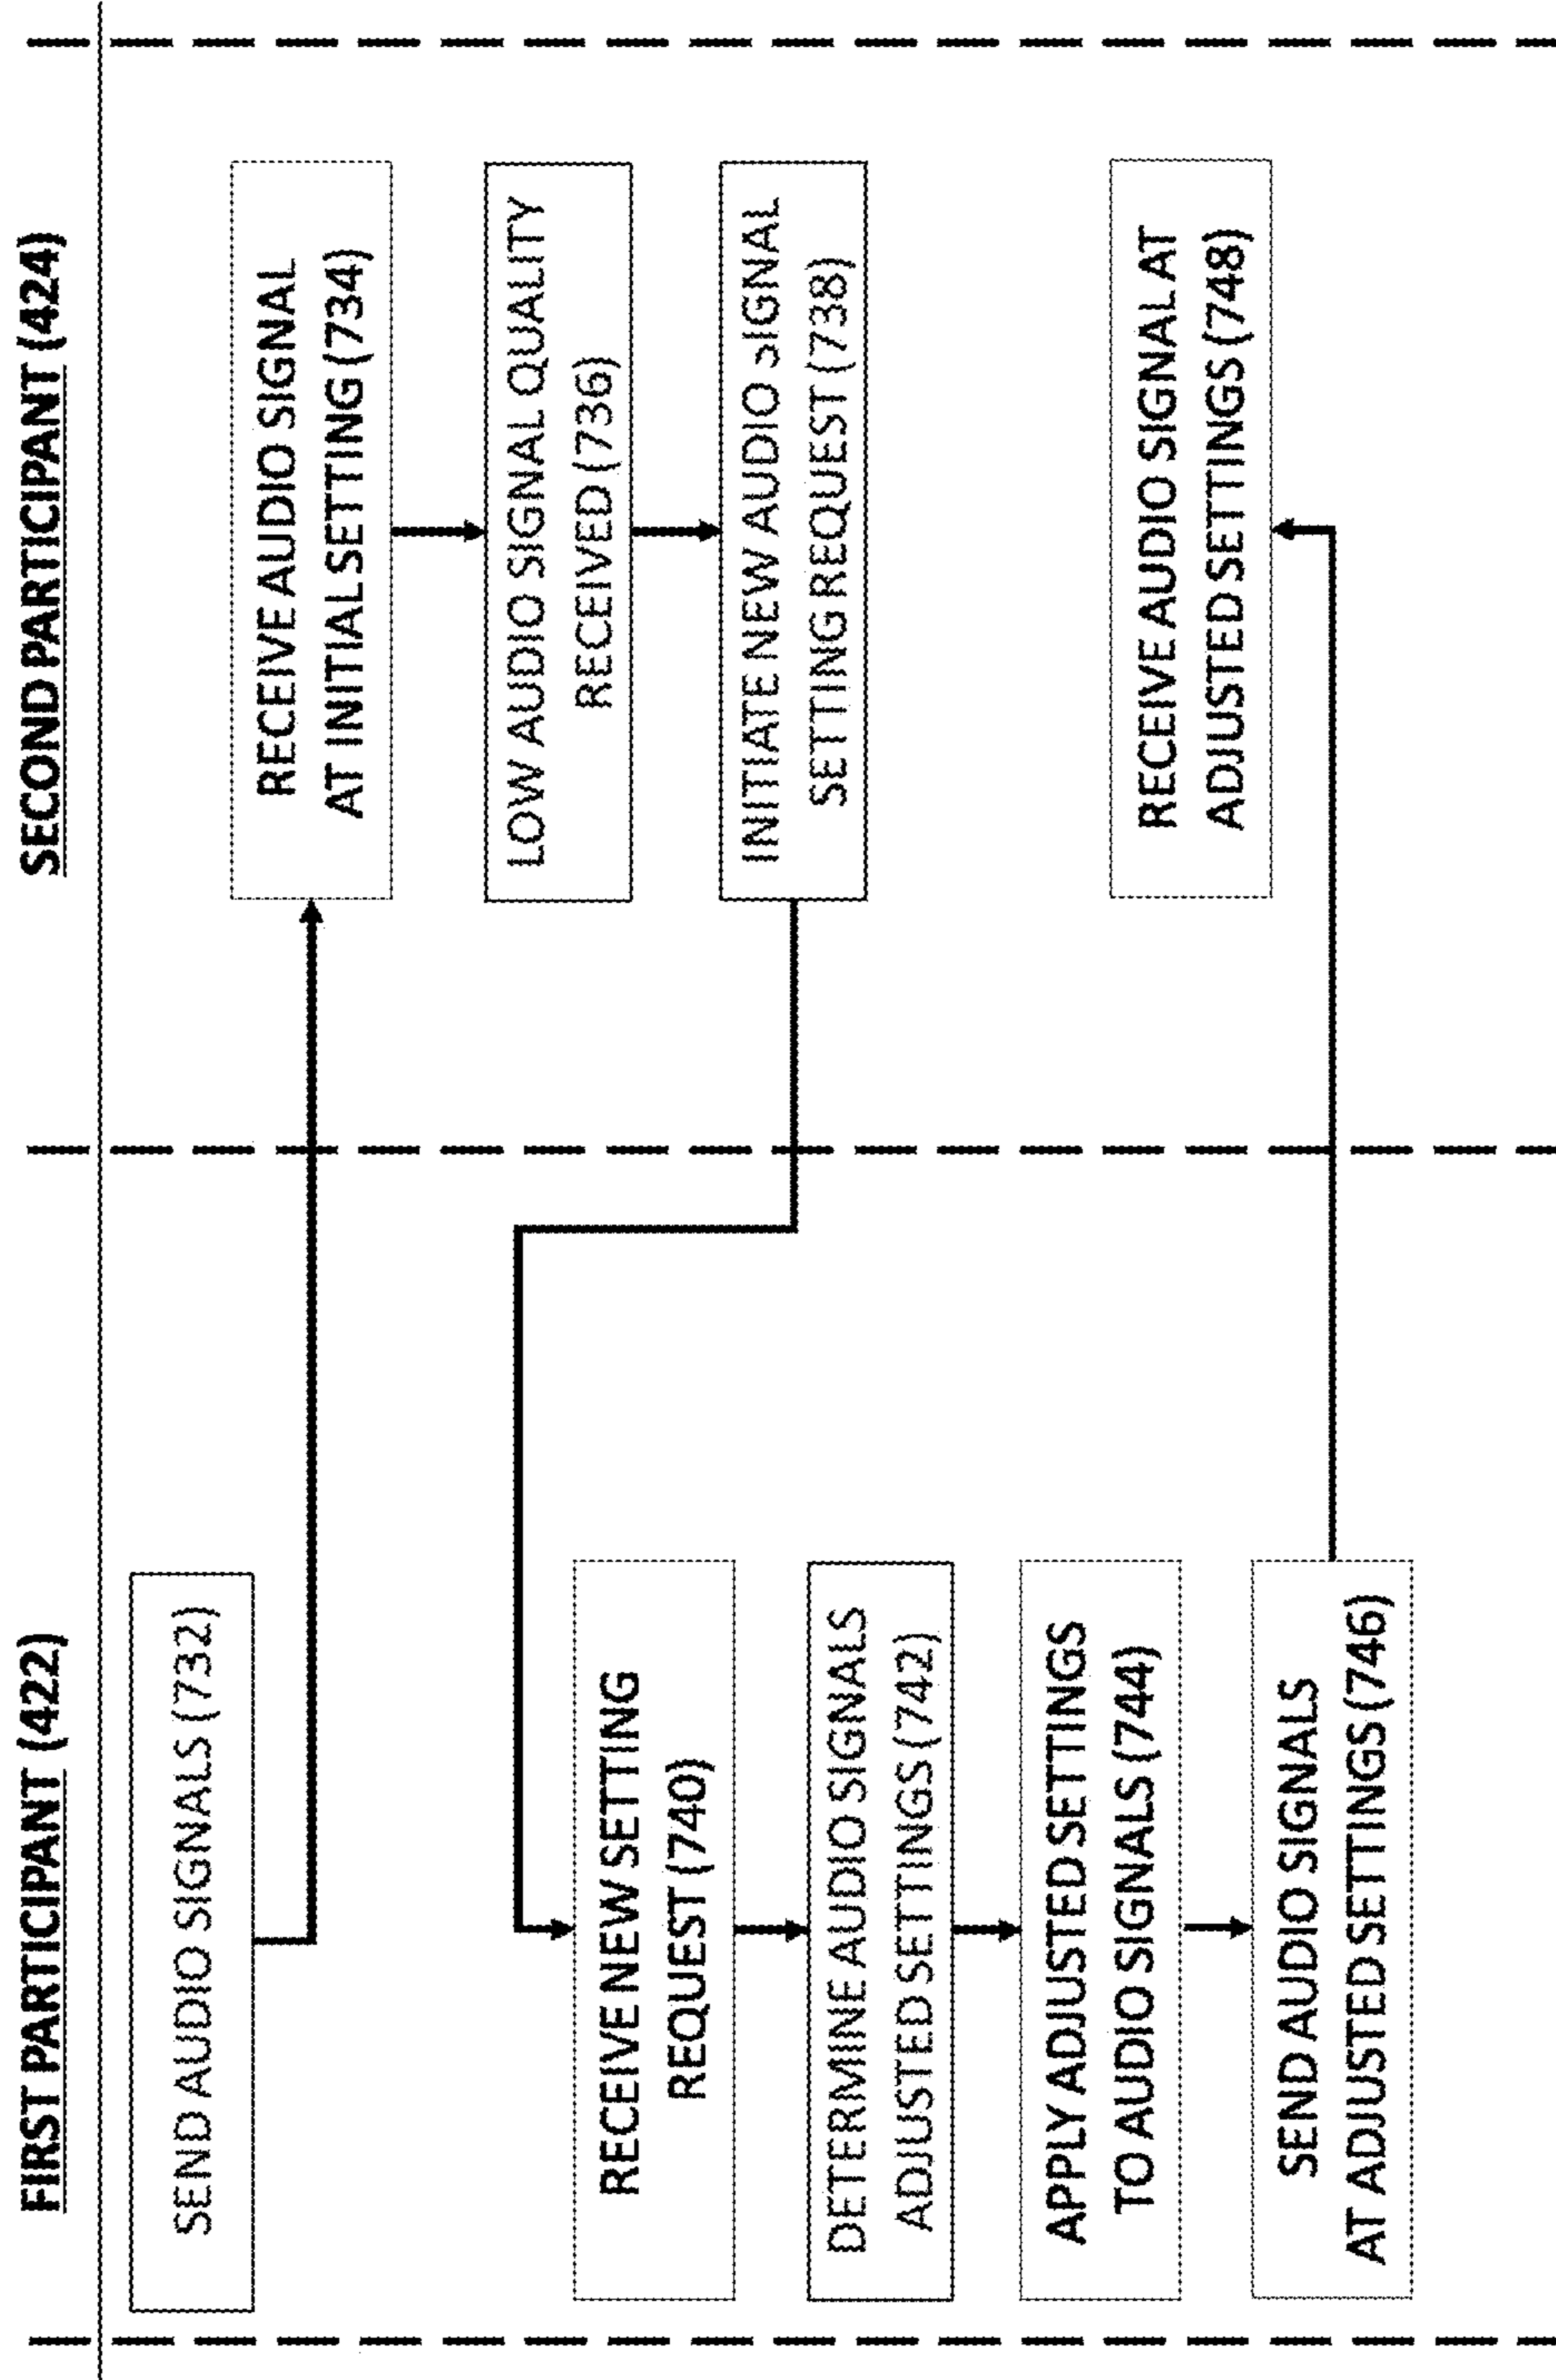 FIRST PARTICIPANT (422)
SECOND PARTICIPANT (424)
SEND AUDIO SIGNALS (732)
RECEIVE AUDIO SIGNAL
AT INITIAL SETTING (734)
LOW AUDIO SIGNAL QUALITY
RECEIVED (736)
INITIATE NEW AUDIO SIGNAL
SETTING REQUEST (738)
RECEIVE NEW SETTING
REQUEST (740)
DETERMINE AUDIO SIGNALS
ADJUSTED SETTINGS (742)
APPLY ADJUSTED SETTINGS
TO AUDIO SIGNALS (744)
SEND AUDIO SIGNALS
AT ADJUSTED SETTINGS (746)
RECEIVE AUDIO SIGNAL AT
ADJUSTED SETTINGS (748)